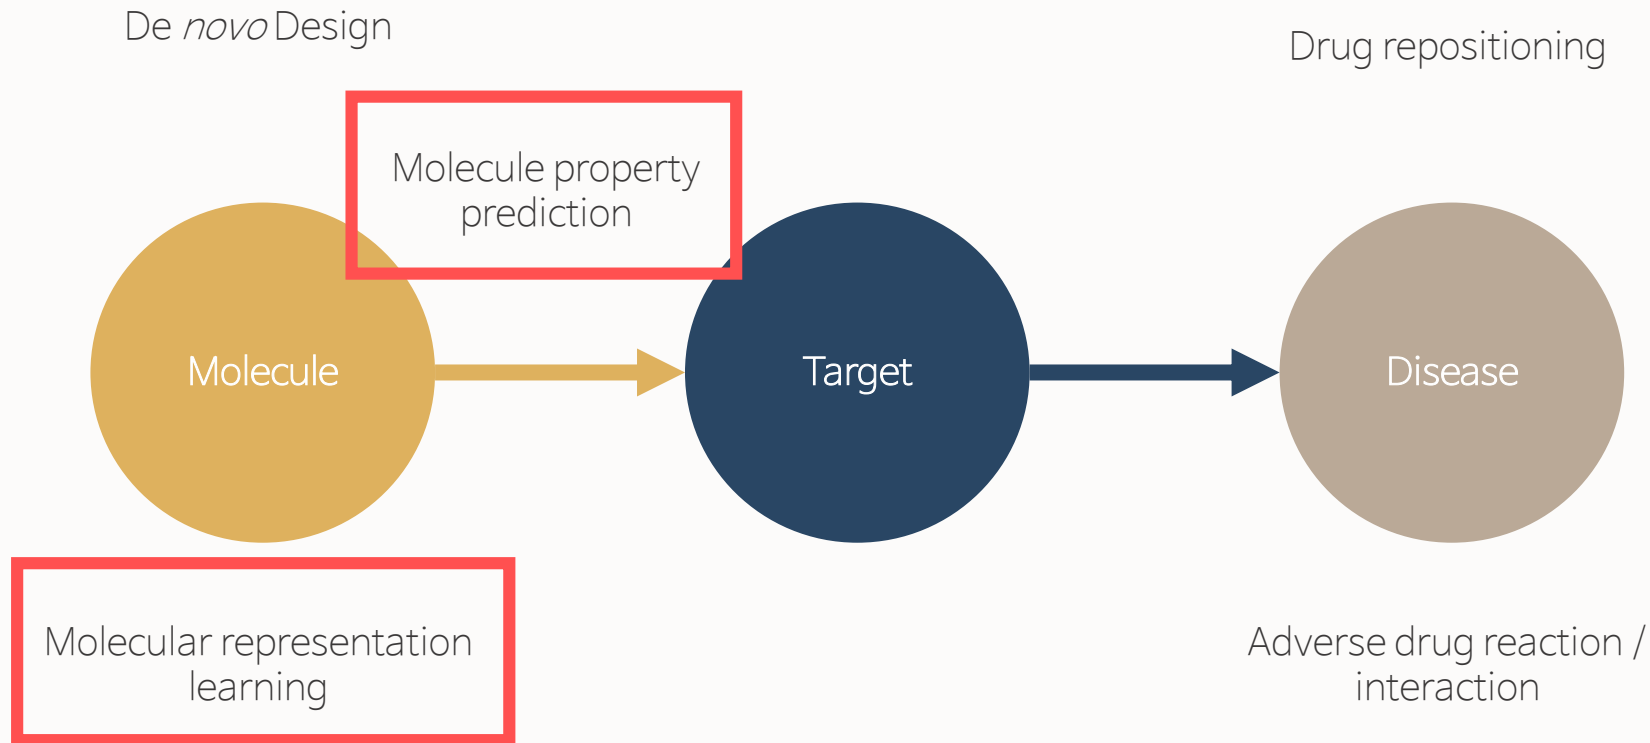 De novo Design
Drug repositioning
Molecule property
prediction
Molecule
Target
Disease
Molecular representation
learning
Adverse drug reaction /
interaction